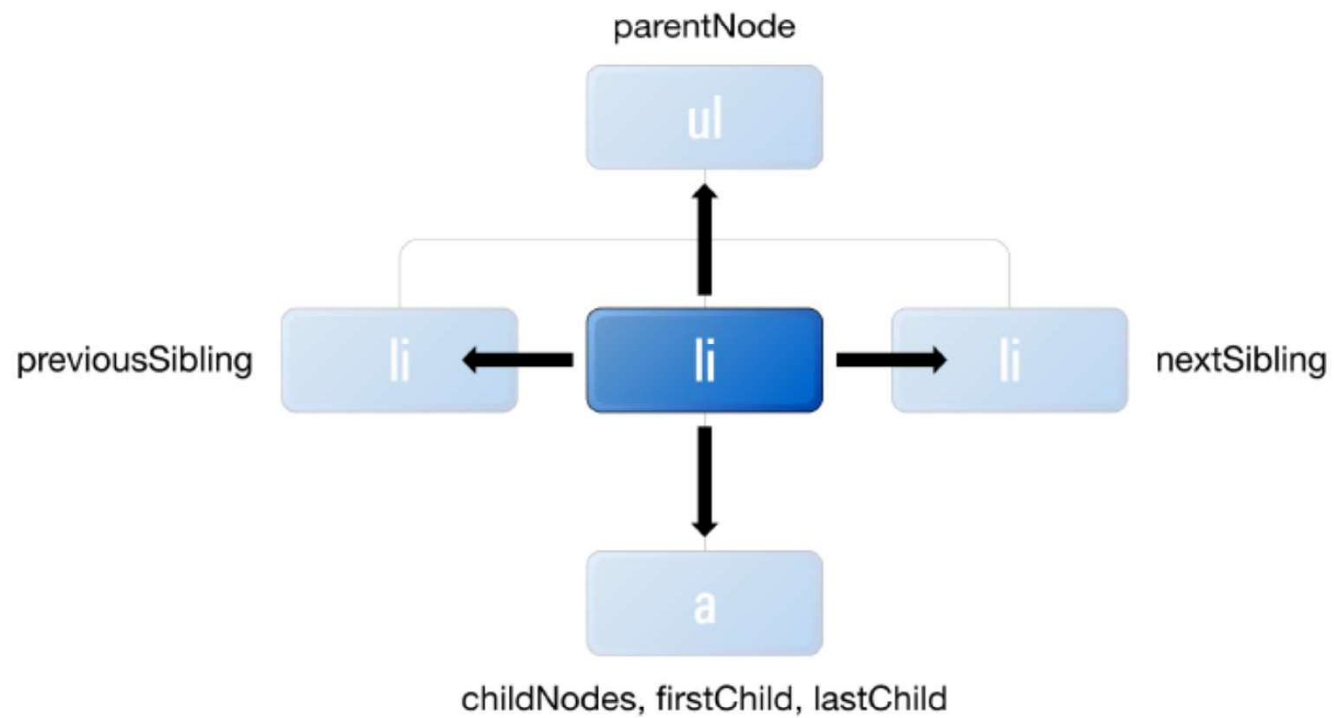 parentNode
ul
previousSibling
li
li
li
nextSibling
a
childNodes, firstChild, lastChild